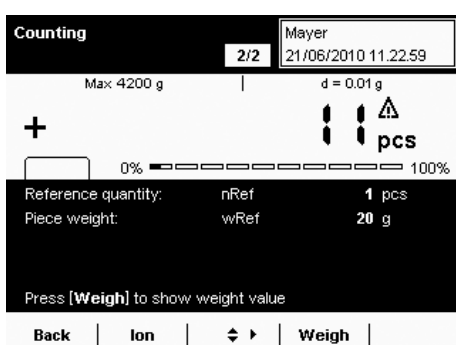 Counting
Mayer
2/2
21/06/2010 11.22.59
Max 4200 g
d = 0.01 g
+ 11 pcs
0% 100%
Reference quantity: nRef 1 pcs
Piece weight: wRef 20 g
Press [Weigh] to show weight value
Back Ion Weigh